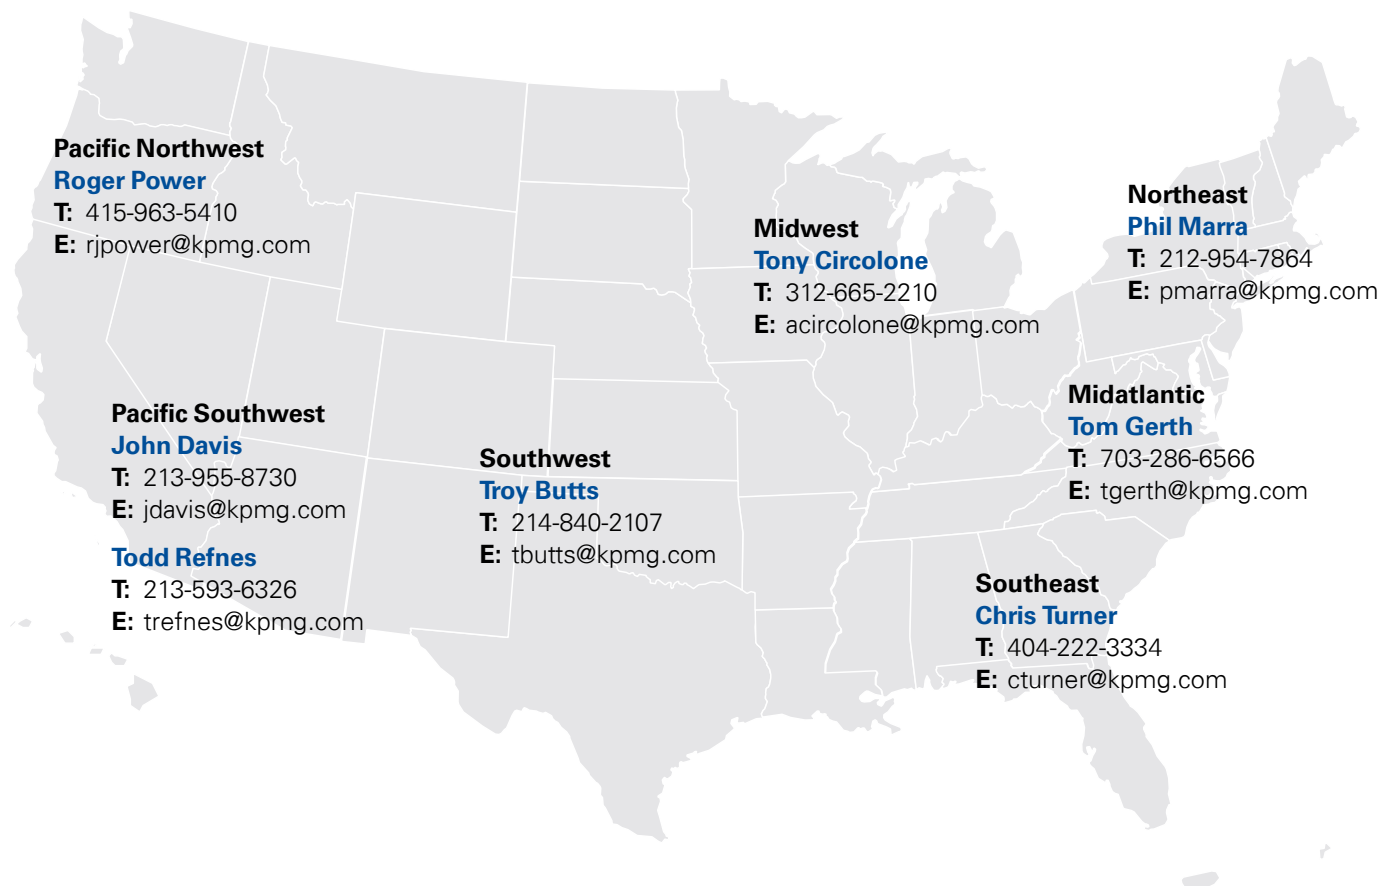 Pacific Northwest
Roger Power
T: 415-963-5410
E: rjpower@kpmg.com
Pacific Southwest
John Davis
T: 213-955-8730
E: jdavis@kpmg.com
Todd Refnes
T: 213-593-6326
E: trefnes@kpmg.com
Southwest
Troy Butts
T: 214-840-2107
E: tbutts@kpmg.com
Midwest
Tony Circolone
T: 312-665-2210
E: acircolone@kpmg.com
Northeast
Phil Marra
T: 212-954-7864
E: pmarra@kpmg.com
Midatlantic
Tom Gerth
T: 703-286-6566
E: tgerth@kpmg.com
Southeast
Chris Turner
T: 404-222-3334
E: cturner@kpmg.com